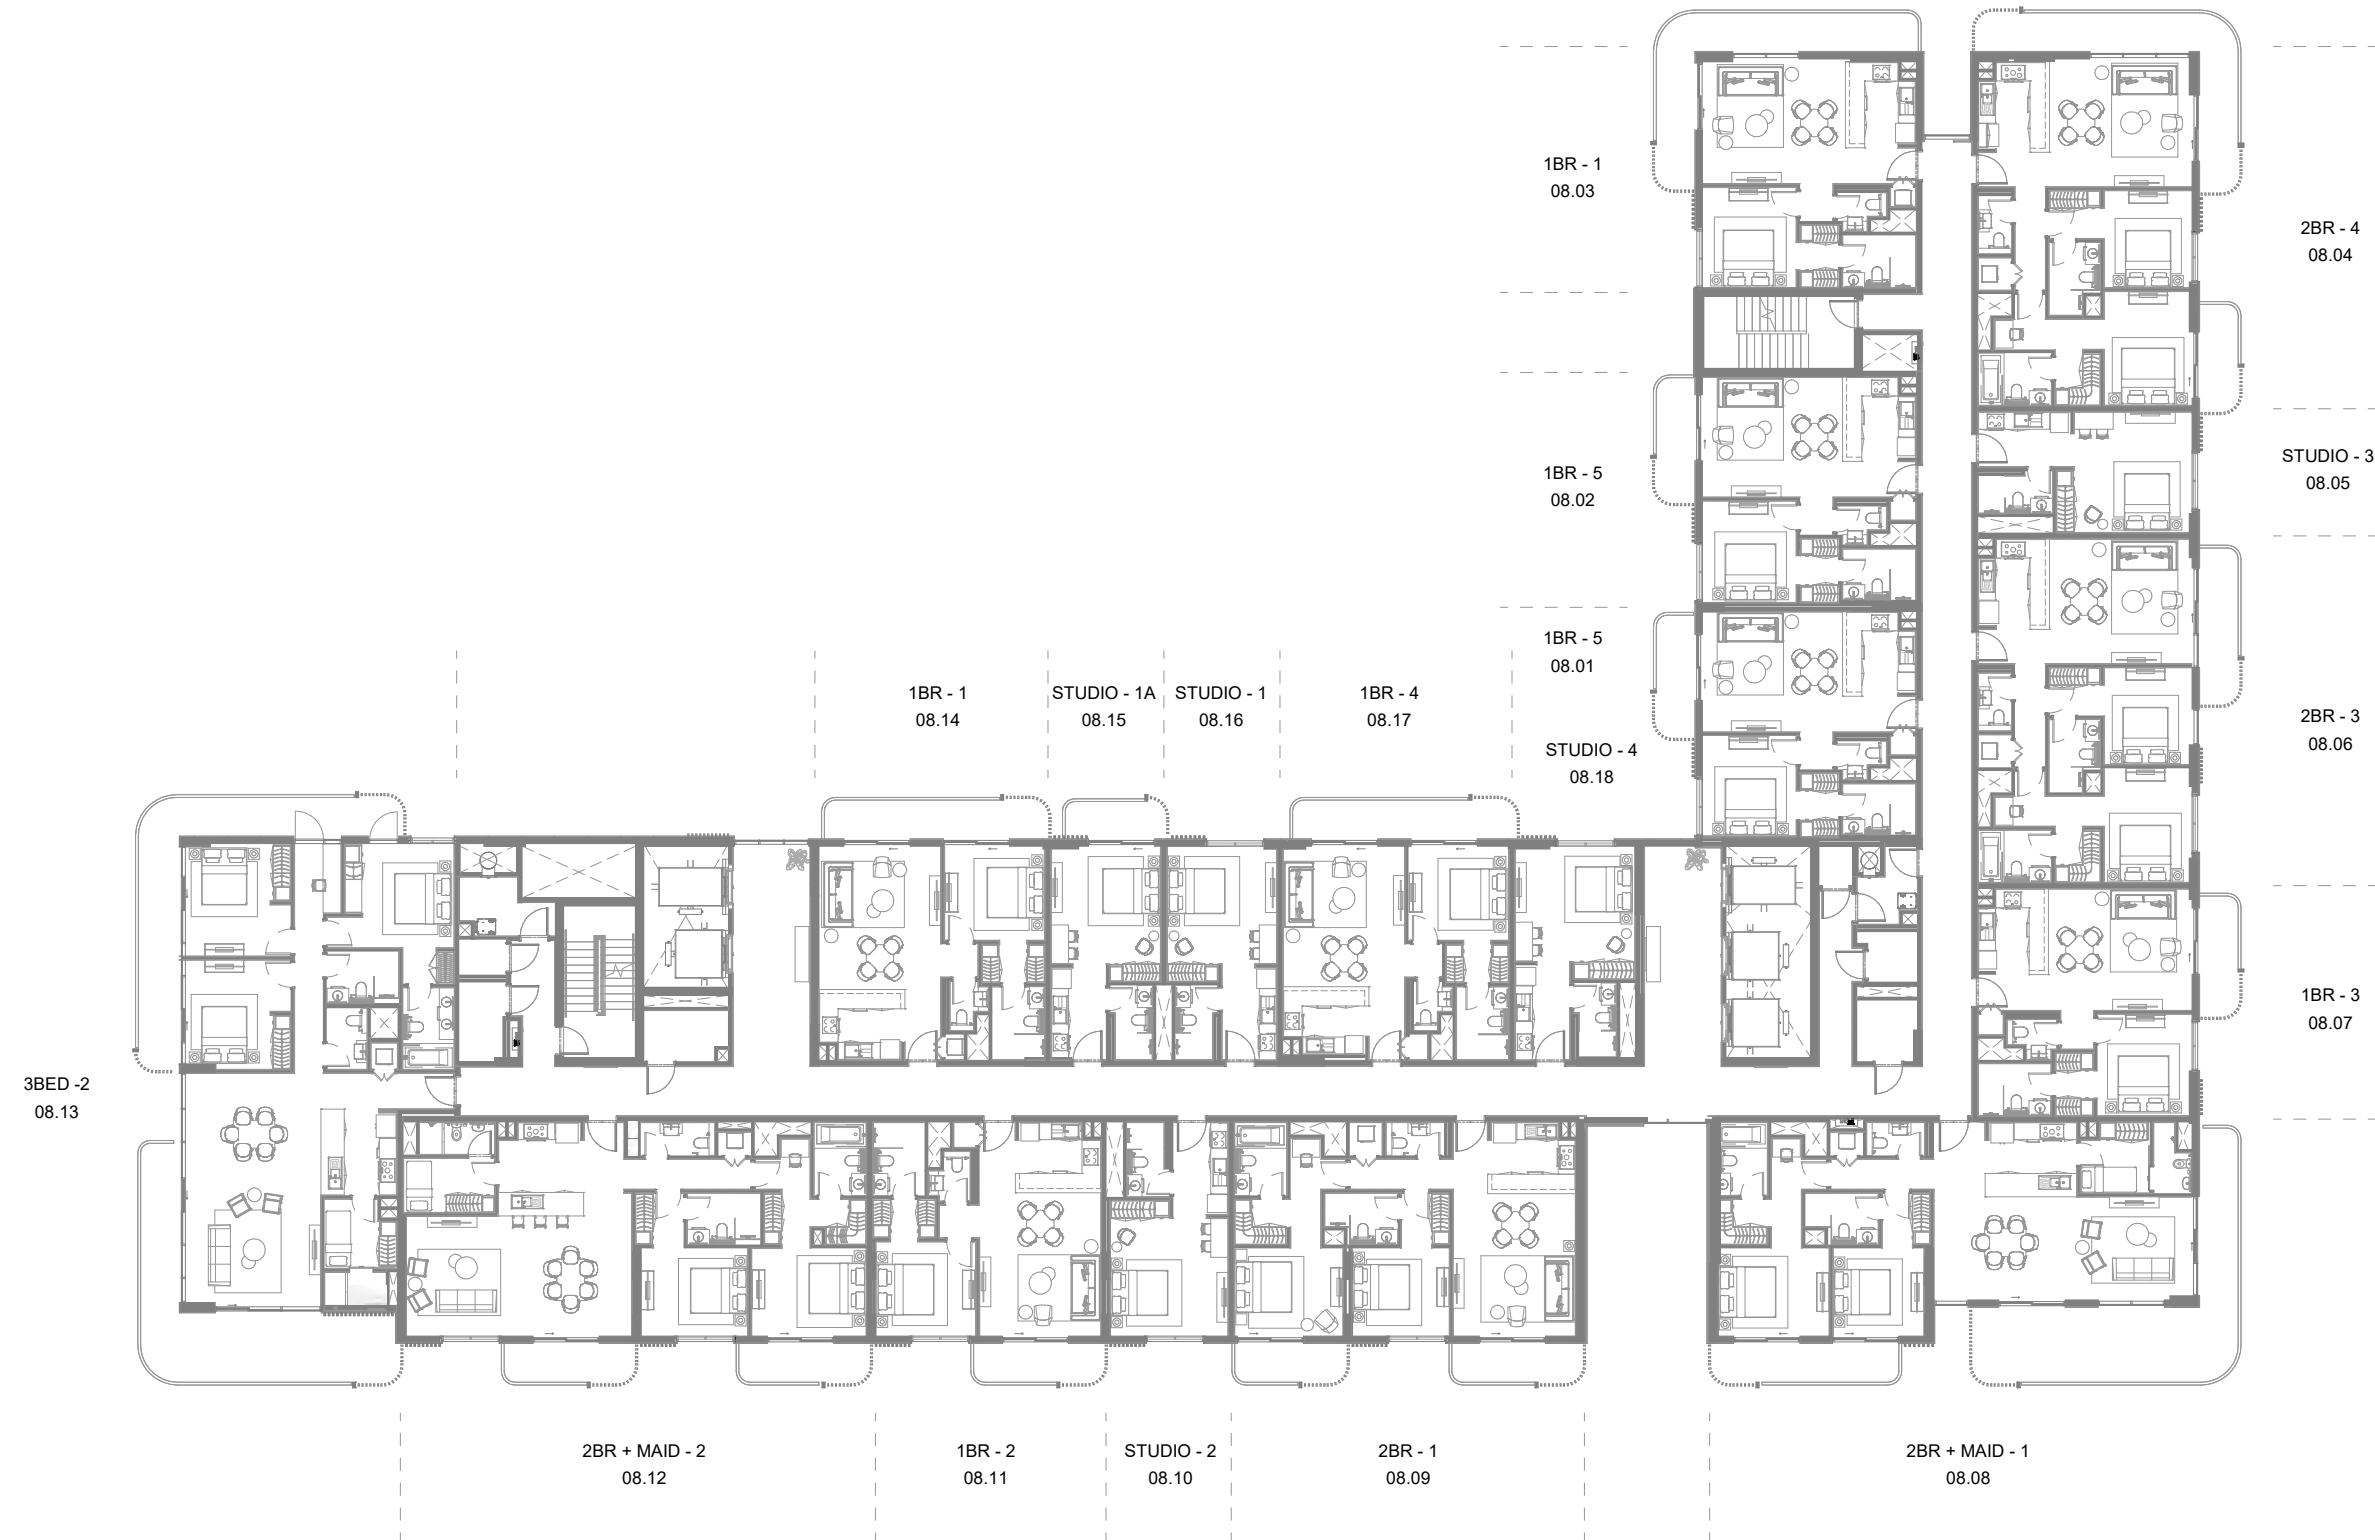 1BR - 1
08.03
2BR - 4
08.04
STUDIO - 3
08.05
1BR - 5
08.02
1BR - 5
08.01
1BR - 1
08.14
STUDIO - 1A
08.15
STUDIO - 1
08.16
1BR - 4
08.17
STUDIO - 4
08.18
2BR - 3
08.06
1BR - 3
08.07
3BED -2
08.13
2BR + MAID - 2
08.12
1BR - 2
08.11
STUDIO - 2
08.10
2BR - 1
08.09
2BR + MAID - 1
08.08